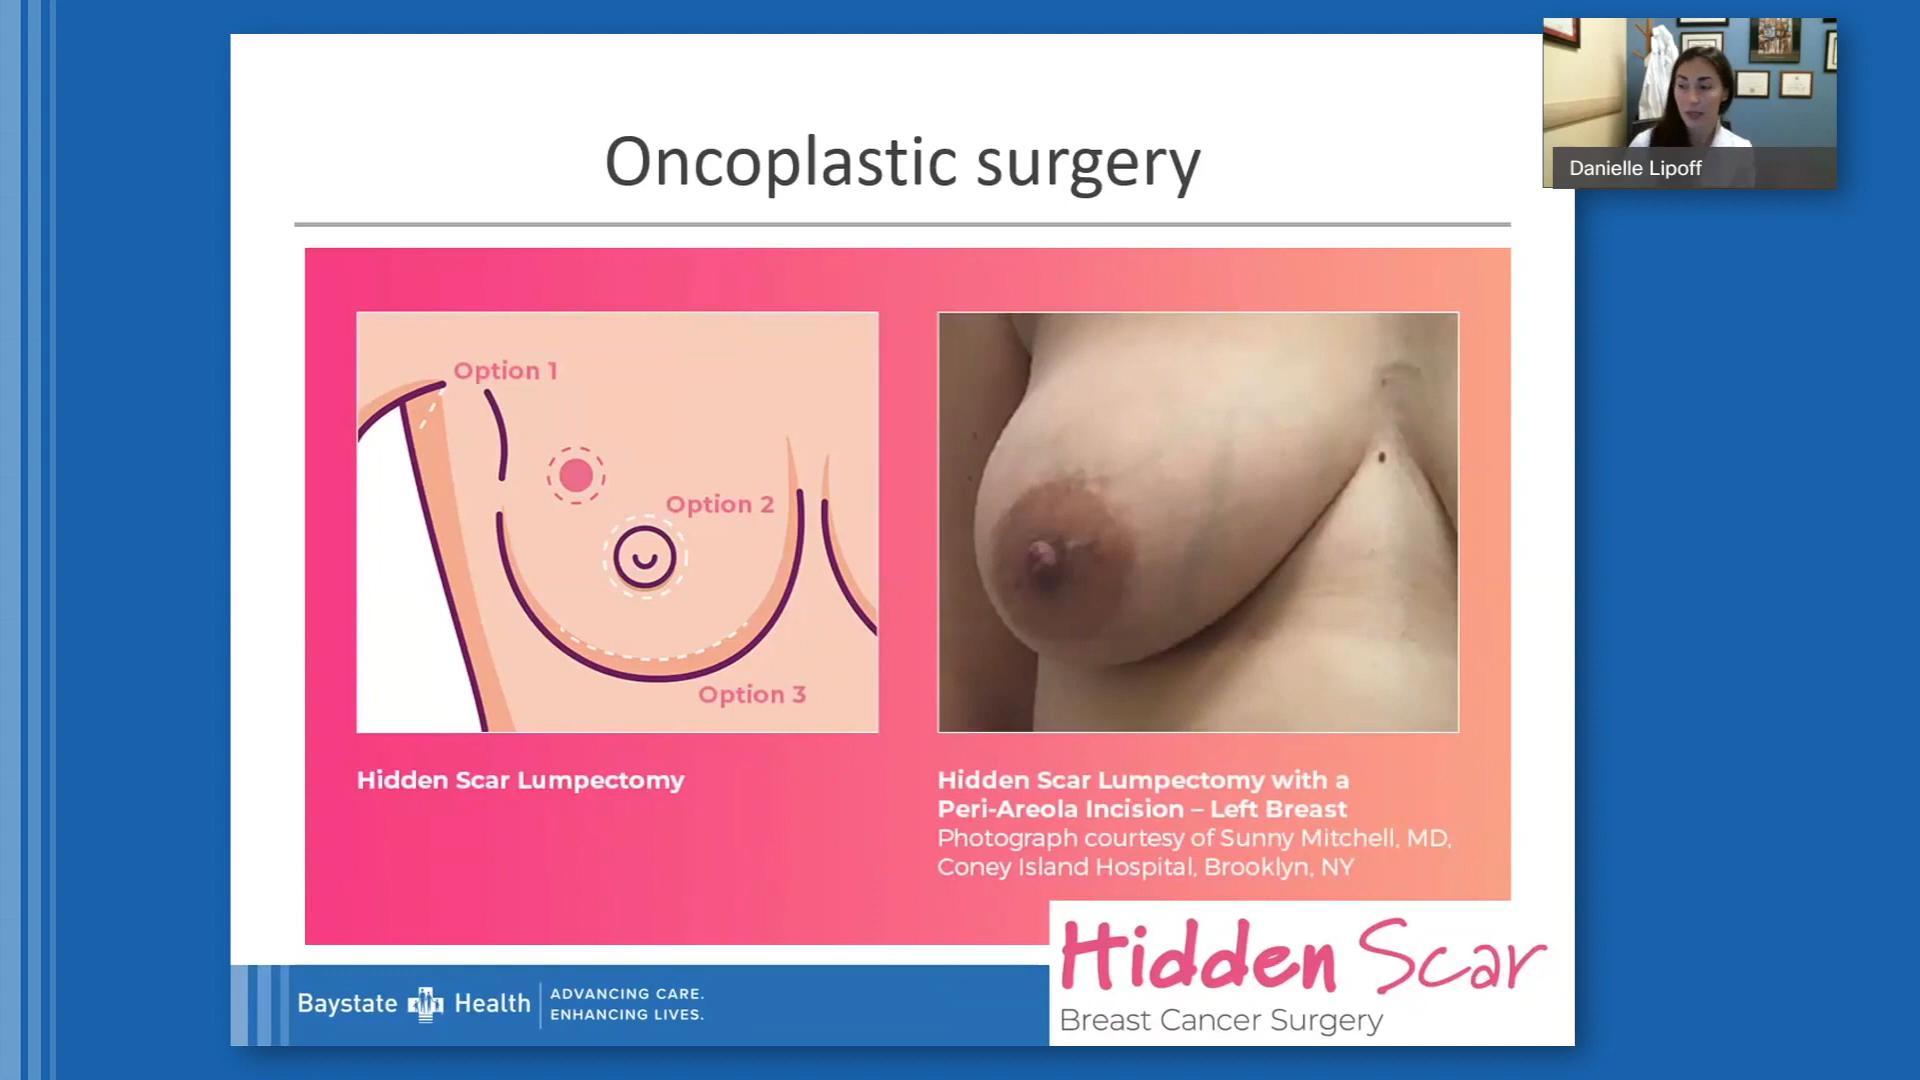 Oncoplastic surgery
Danielle Lipoff
Option 1
Option 2
Option 3
Hidden Scar Lumpectomy
Hidden Scar Lumpectomy with a
Peri-Areola Incision – Left Breast
Photograph courtesy of Sunny Mitchell, MD,
Coney Island Hospital, Brooklyn, NY
Hidden Scar
Breast Cancer Surgery
Baystate Health
ADVANCING CARE.
ENHANCING LIVES.